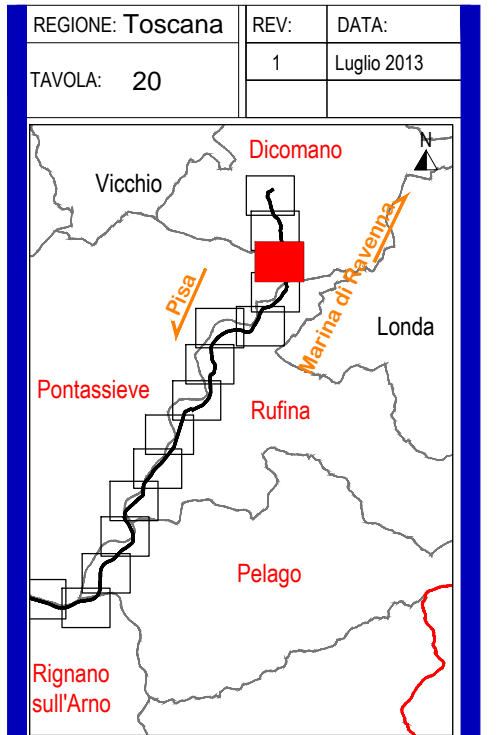 REGIONE: Toscana
REV:
DATA:
TAVOLA: 20
1
Luglio 2013
N
Dicomano
Vicchio
Pisa
Marina di Ravenna
Londa
Pontassieve
Rufina
Pelago
Rignano
sull'Arno